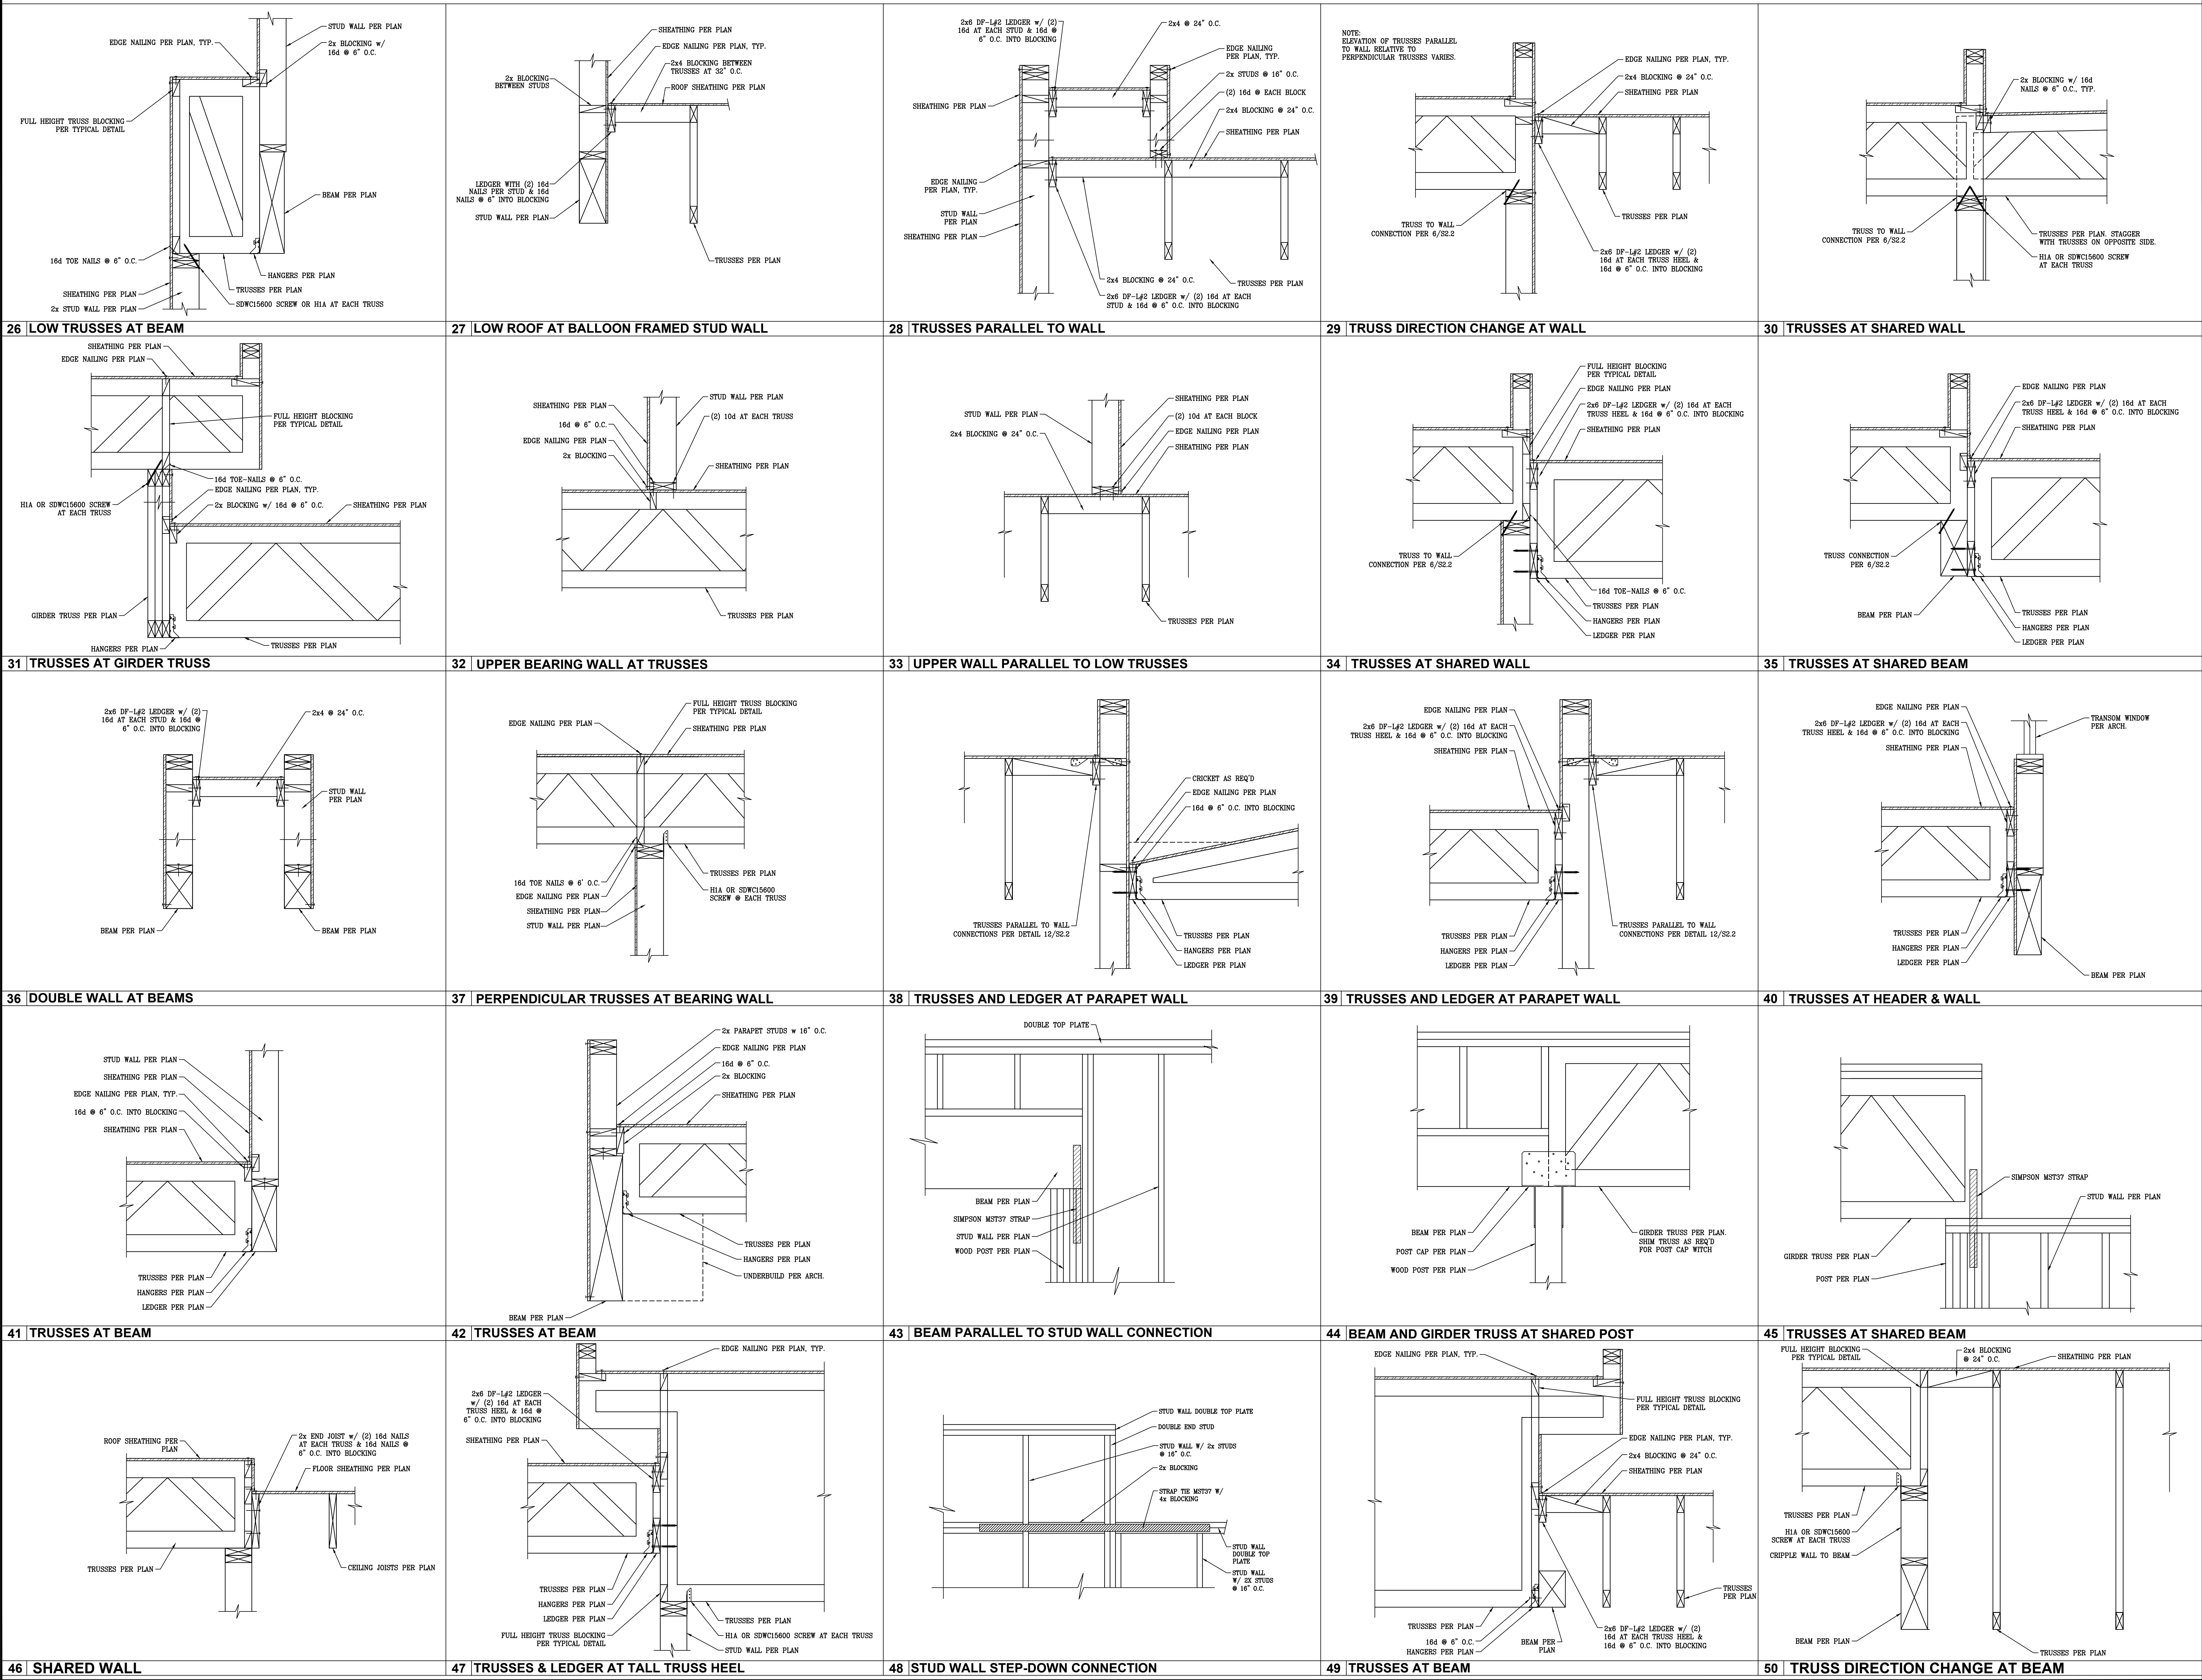 STUD WALL PER PLAN
EDGE NAILING PER PLAN, TYP.
2x BLOCKING w/
16d @ 6" O.C.
FULL HEIGHT TRUSS BLOCKING
PER TYPICAL DETAIL
BEAM PER PLAN
16d TOE NAILS @ 6" O.C.
HANGERS PER PLAN
TRUSSES PER PLAN
SHEATHING PER PLAN
SDWC15600 SCREW OR H1A AT EACH TRUSS
2x STUD WALL PER PLAN
26 LOW TRUSSES AT BEAM
SHEATHING PER PLAN
EDGE NAILING PER PLAN, TYP.
2x4 BLOCKING BETWEEN
TRUSSES AT 32" O.C.
2x BLOCKING
BETWEEN STUDS
ROOF SHEATHING PER PLAN
LEDGER WITH (2) 16d
NAILS PER STUD & 16d
NAILS @ 6" INTO BLOCKING
STUD WALL PER PLAN
TRUSSES PER PLAN
27 LOW ROOF AT BALLOON FRAMED STUD WALL
2x6 DF-L#2 LEDGER w/ (2)
16d AT EACH STUD & 16d @
6" O.C. INTO BLOCKING
2x4 @ 24" O.C.
EDGE NAILING
PER PLAN, TYP.
2x STUDS @ 16" O.C.
(2) 16d @ EACH BLOCK
SHEATHING PER PLAN
2x4 BLOCKING @ 24" O.C.
SHEATHING PER PLAN
EDGE NAILING
PER PLAN, TYP.
STUD WALL
PER PLAN
SHEATHING PER PLAN
2x4 BLOCKING @ 24" O.C.
TRUSSES PER PLAN
2x6 DF-L#2 LEDGER w/ (2) 16d AT EACH
STUD & 16d @ 6" O.C. INTO BLOCKING
28 TRUSSES PARALLEL TO WALL
NOTE:
ELEVATION OF TRUSSES PARALLEL
TO WALL RELATIVE TO
PERPENDICULAR TRUSSES VARIES.
EDGE NAILING PER PLAN, TYP.
2x4 BLOCKING @ 24" O.C.
SHEATHING PER PLAN
TRUSSES PER PLAN
TRUSS TO WALL
CONNECTION PER 6/S2.2
2x6 DF-L#2 LEDGER w/ (2)
16d AT EACH TRUSS HEEL &
16d @ 6" O.C. INTO BLOCKING
29 TRUSS DIRECTION CHANGE AT WALL
2x BLOCKING w/ 16d
NAILS @ 6" O.C., TYP.
TRUSS TO WALL
CONNECTION PER 6/S2.2
TRUSSES PER PLAN. STAGGER
WITH TRUSSES ON OPPOSITE SIDE.
H1A OR SDWC15600 SCREW
AT EACH TRUSS
30 TRUSSES AT SHARED WALL
SHEATHING PER PLAN
EDGE NAILING PER PLAN
FULL HEIGHT BLOCKING
PER TYPICAL DETAIL
16d TOE-NAILS @ 6" O.C.
EDGE NAILING PER PLAN, TYP.
H1A OR SDWC15600 SCREW
AT EACH TRUSS
2x BLOCKING w/ 16d @ 6" O.C.
SHEATHING PER PLAN
GIRDER TRUSS PER PLAN
HANGERS PER PLAN
TRUSSES PER PLAN
31 TRUSSES AT GIRDER TRUSS
STUD WALL PER PLAN
SHEATHING PER PLAN
(2) 10d AT EACH TRUSS
16d @ 6" O.C.
EDGE NAILING PER PLAN
2x BLOCKING
SHEATHING PER PLAN
TRUSSES PER PLAN
32 UPPER BEARING WALL AT TRUSSES
SHEATHING PER PLAN
STUD WALL PER PLAN
(2) 10d AT EACH BLOCK
2x4 BLOCKING @ 24" O.C.
EDGE NAILING PER PLAN
SHEATHING PER PLAN
TRUSSES PER PLAN
33 UPPER WALL PARALLEL TO LOW TRUSSES
FULL HEIGHT BLOCKING
PER TYPICAL DETAIL
EDGE NAILING PER PLAN
2x6 DF-L#2 LEDGER w/ (2) 16d AT EACH
TRUSS HEEL & 16d @ 6" O.C. INTO BLOCKING
SHEATHING PER PLAN
TRUSS TO WALL
CONNECTION PER 6/S2.2
16d TOE-NAILS @ 6" O.C.
TRUSSES PER PLAN
HANGERS PER PLAN
LEDGER PER PLAN
34 TRUSSES AT SHARED WALL
EDGE NAILING PER PLAN
2x6 DF-L#2 LEDGER w/ (2) 16d AT EACH
TRUSS HEEL & 16d @ 6" O.C. INTO BLOCKING
SHEATHING PER PLAN
TRUSS CONNECTION
PER 6/S2.2
BEAM PER PLAN
TRUSSES PER PLAN
HANGERS PER PLAN
LEDGER PER PLAN
35 TRUSSES AT SHARED BEAM
2x6 DF-L#2 LEDGER w/ (2)
16d AT EACH STUD & 16d @
6" O.C. INTO BLOCKING
2x4 @ 24" O.C.
STUD WALL
PER PLAN
BEAM PER PLAN
BEAM PER PLAN
36 DOUBLE WALL AT BEAMS
FULL HEIGHT TRUSS BLOCKING
PER TYPICAL DETAIL
EDGE NAILING PER PLAN
SHEATHING PER PLAN
TRUSSES PER PLAN
16d TOE NAILS @ 6' O.C.
H1A OR SDWC15600
SCREW @ EACH TRUSS
EDGE NAILING PER PLAN
SHEATHING PER PLAN
STUD WALL PER PLAN
37 PERPENDICULAR TRUSSES AT BEARING WALL
CRICKET AS REQ'D
EDGE NAILING PER PLAN
16d @ 6" O.C. INTO BLOCKING
TRUSSES PARALLEL TO WALL
CONNECTIONS PER DETAIL 12/S2.2
TRUSSES PER PLAN
HANGERS PER PLAN
LEDGER PER PLAN
38 TRUSSES AND LEDGER AT PARAPET WALL
EDGE NAILING PER PLAN
2x6 DF-L#2 LEDGER w/ (2) 16d AT EACH
TRUSS HEEL & 16d @ 6" O.C. INTO BLOCKING
SHEATHING PER PLAN
TRUSSES PARALLEL TO WALL
CONNECTIONS PER DETAIL 12/S2.2
TRUSSES PER PLAN
HANGERS PER PLAN
LEDGER PER PLAN
39 TRUSSES AND LEDGER AT PARAPET WALL
EDGE NAILING PER PLAN
TRANSOM WINDOW
PER ARCH.
2x6 DF-L#2 LEDGER w/ (2) 16d AT EACH
TRUSS HEEL & 16d @ 6" O.C. INTO BLOCKING
SHEATHING PER PLAN
TRUSSES PER PLAN
HANGERS PER PLAN
LEDGER PER PLAN
BEAM PER PLAN
40 TRUSSES AT HEADER & WALL
STUD WALL PER PLAN
SHEATHING PER PLAN
EDGE NAILING PER PLAN, TYP.
16d @ 6" O.C. INTO BLOCKING
SHEATHING PER PLAN
TRUSSES PER PLAN
HANGERS PER PLAN
LEDGER PER PLAN
41 TRUSSES AT BEAM
2x PARAPET STUDS w 16" O.C.
EDGE NAILING PER PLAN
16d @ 6" O.C.
2x BLOCKING
SHEATHING PER PLAN
TRUSSES PER PLAN
HANGERS PER PLAN
UNDERBUILD PER ARCH.
BEAM PER PLAN
42 TRUSSES AT BEAM
DOUBLE TOP PLATE
BEAM PER PLAN
SIMPSON MST37 STRAP
STUD WALL PER PLAN
WOOD POST PER PLAN
43 BEAM PARALLEL TO STUD WALL CONNECTION
BEAM PER PLAN
POST CAP PER PLAN
WOOD POST PER PLAN
GIRDER TRUSS PER PLAN.
SHIM TRUSS AS REQ'D
FOR POST CAP WITCH
44 BEAM AND GIRDER TRUSS AT SHARED POST
SIMPSON MST37 STRAP
STUD WALL PER PLAN
GIRDER TRUSS PER PLAN
POST PER PLAN
45 TRUSSES AT SHARED BEAM
ROOF SHEATHING PER
PLAN
2x END JOIST w/ (2) 16d NAILS
AT EACH TRUSS & 16d NAILS @
6" O.C. INTO BLOCKING
FLOOR SHEATHING PER PLAN
TRUSSES PER PLAN
CEILING JOISTS PER PLAN
46 SHARED WALL
EDGE NAILING PER PLAN, TYP.
2x6 DF-L#2 LEDGER
w/ (2) 16d AT EACH
TRUSS HEEL & 16d @
6" O.C. INTO BLOCKING
SHEATHING PER PLAN
TRUSSES PER PLAN
HANGERS PER PLAN
LEDGER PER PLAN
FULL HEIGHT TRUSS BLOCKING
PER TYPICAL DETAIL
TRUSSES PER PLAN
H1A OR SDWC15600 SCREW AT EACH TRUSS
STUD WALL PER PLAN
47 TRUSSES & LEDGER AT TALL TRUSS HEEL
STUD WALL DOUBLE TOP PLATE
DOUBLE END STUD
STUD WALL W/ 2x STUDS
@ 16" O.C.
2x BLOCKING
STRAP TIE MST37 W/
4x BLOCKING
STUD WALL
DOUBLE TOP
PLATE
STUD WALL
W/ 2X STUDS
@ 16" O.C.
48 STUD WALL STEP-DOWN CONNECTION
EDGE NAILING PER PLAN, TYP.
FULL HEIGHT TRUSS BLOCKING
PER TYPICAL DETAIL
EDGE NAILING PER PLAN, TYP.
2x4 BLOCKING @ 24" O.C.
SHEATHING PER PLAN
TRUSSES
PER PLAN
TRUSSES PER PLAN
16d @ 6" O.C.
HANGERS PER PLAN
BEAM PER
PLAN
2x6 DF-L#2 LEDGER w/ (2)
16d AT EACH TRUSS HEEL &
16d @ 6" O.C. INTO BLOCKING
49 TRUSSES AT BEAM
FULL HEIGHT BLOCKING
PER TYPICAL DETAIL
2x4 BLOCKING
@ 24" O.C.
SHEATHING PER PLAN
TRUSSES PER PLAN
H1A OR SDWC15600
SCREW AT EACH TRUSS
CRIPPLE WALL TO BEAM
BEAM PER PLAN
TRUSSES PER PLAN
50 TRUSS DIRECTION CHANGE AT BEAM